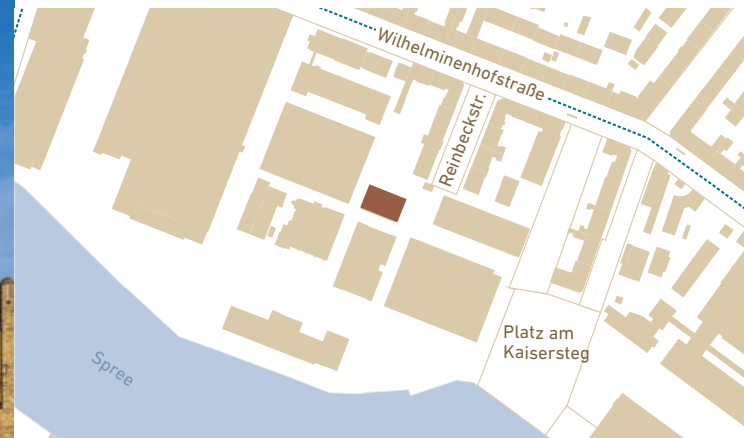 Wilhelminenhofstraße
Reinbeckstr.
Platz am
Kaisersteg
Spree